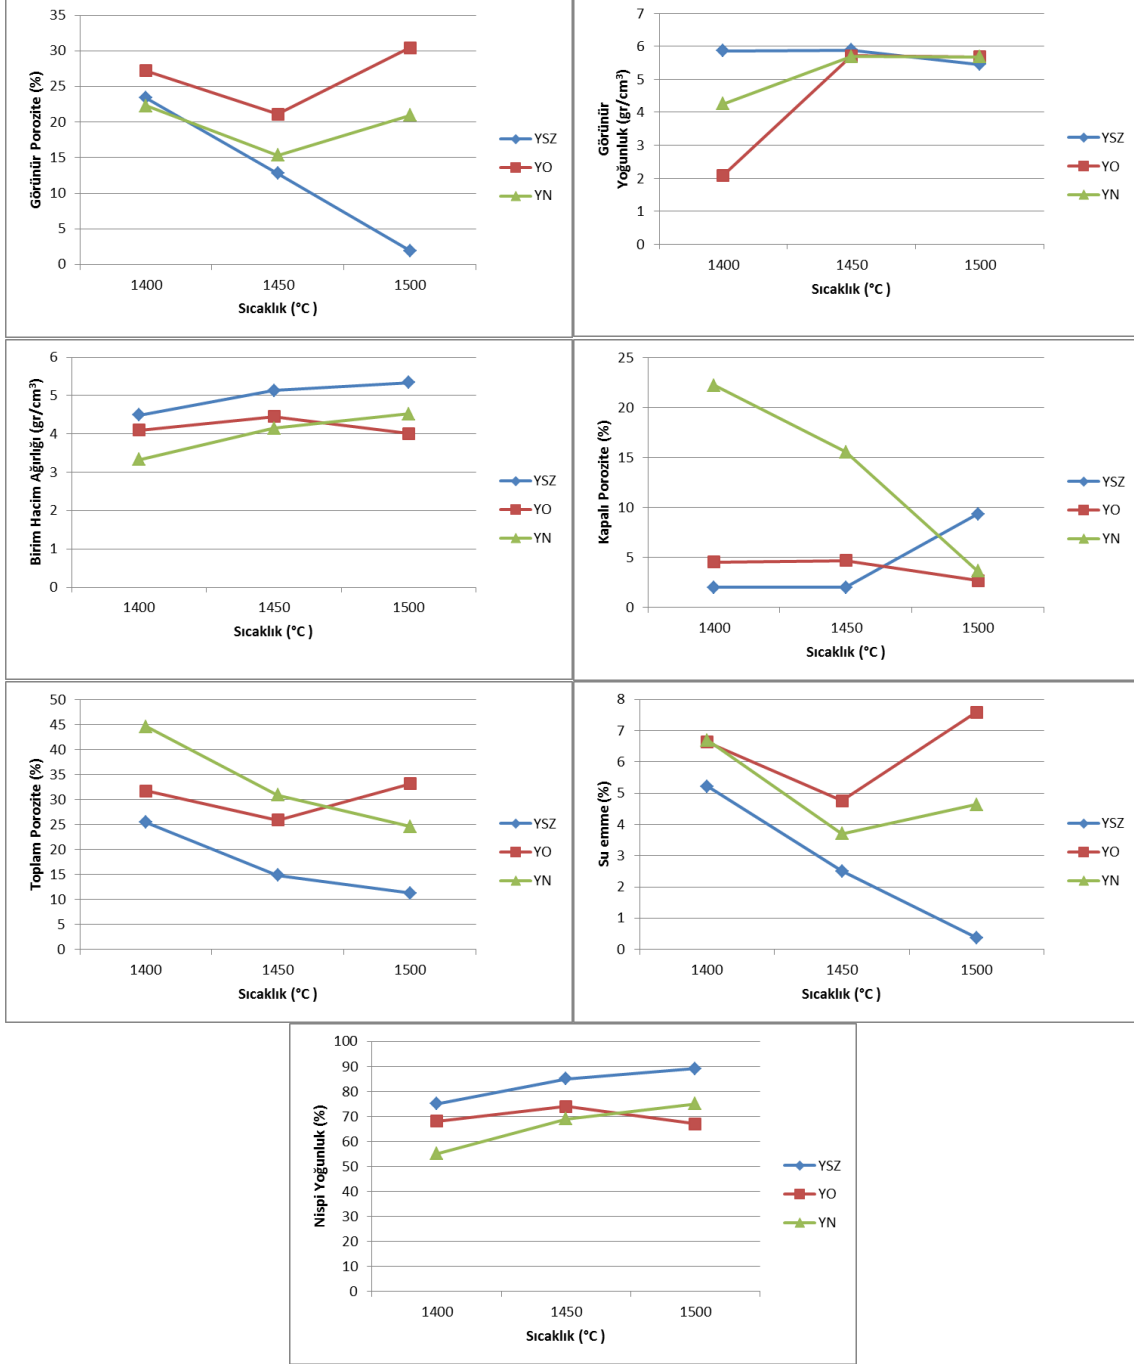 Görünür Porozite (%)
35
30
25
20
15
10
5
0
1400 1450 1500
Sıcaklık (°C )
YSZ
YO
YN
Görünür
Yoğunluk (gr/cm³)
7
6
5
4
3
2
1
0
1400 1450 1500
Sıcaklık (°C )
YSZ
YO
YN
Birim Hacim Ağırlığı (gr/cm³)
6
5
4
3
2
1
0
1400 1450 1500
Sıcaklık (°C )
YSZ
YO
YN
Kapalı Porozite (%)
25
20
15
10
5
0
1400 1450 1500
Sıcaklık (°C )
YSZ
YO
YN
Toplam Porozite (%)
50
45
40
35
30
25
20
15
10
5
0
1400 1450 1500
Sıcaklık (°C )
YSZ
YO
YN
Su emme (%)
8
7
6
5
4
3
2
1
0
1400 1450 1500
Sıcaklık (°C )
YSZ
YO
YN
Nispi Yoğunluk (%)
100
90
80
70
60
50
40
30
20
10
0
1400 1450 1500
Sıcaklık (°C )
YSZ
YO
YN